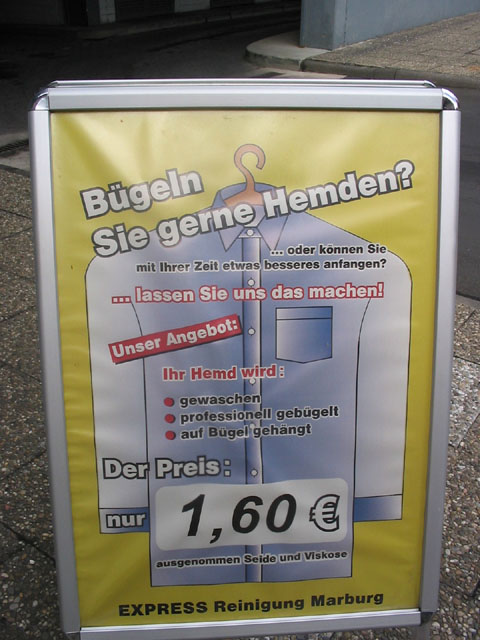 Bügeln
Sie gerne Hemden?
... oder können Sie
mit Ihrer Zeit etwas besseres anfangen?
... lassen Sie uns das machen!
Unser Angebot:
Ihr Hemd wird:
gewaschen
professionell gebügelt
auf Bügel gehängt
Der Preis:
nur 1,60 €
ausgenommen Seide und Viskose
EXPRESS Reinigung Marburg